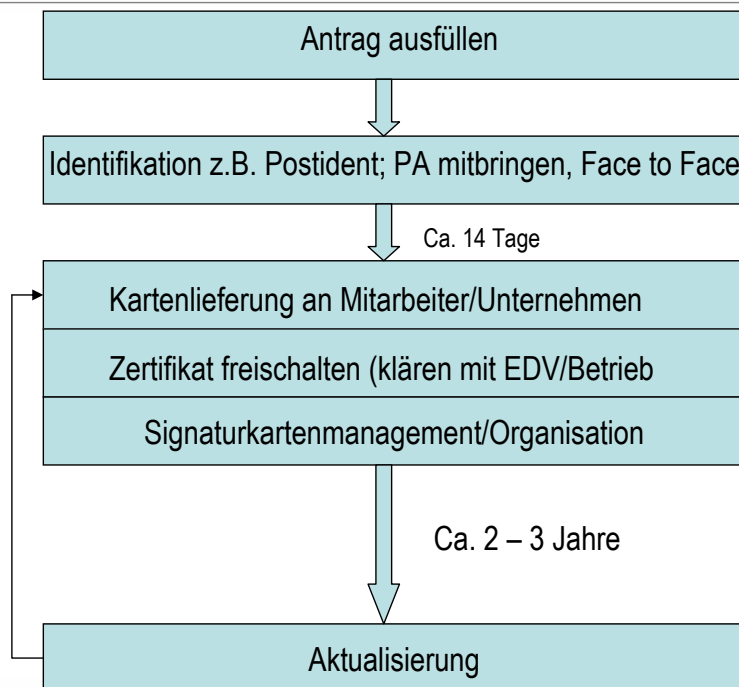 Antrag ausfüllen
Identifikation z.B. Postident; PA mitbringen, Face to Face
Ca. 14 Tage
Kartenlieferung an Mitarbeiter/Unternehmen
Zertifikat freischalten (klären mit EDV/Betrieb
Signaturkartenmanagement/Organisation
Ca. 2 – 3 Jahre
Aktualisierung